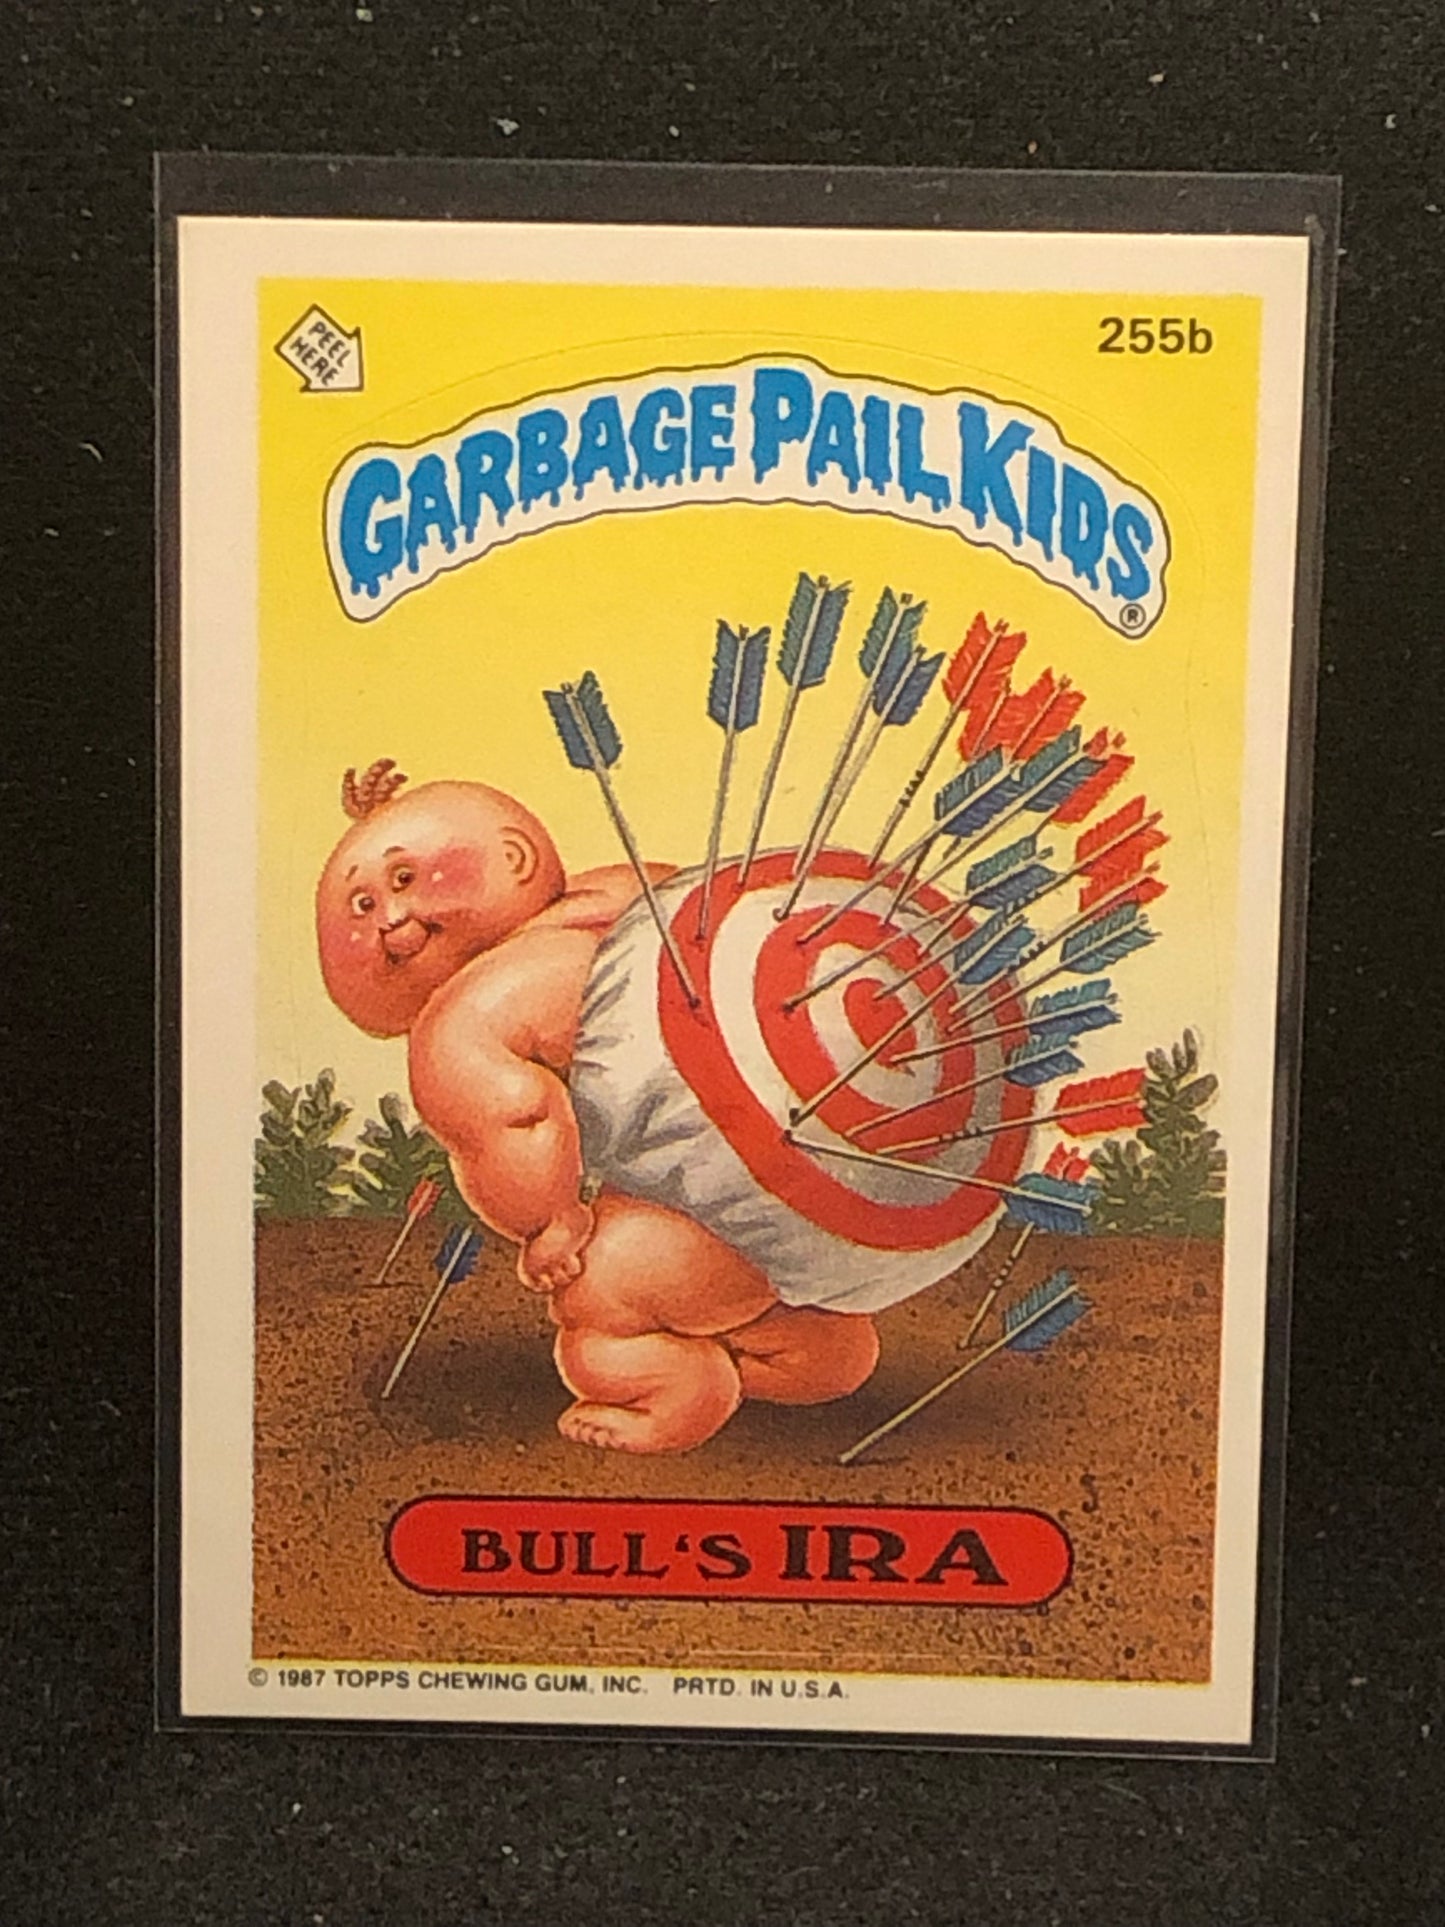 PEEL
HERE
255b
GARBAGE PAIL KIDS
®
BULL'S IRA
© 1987 TOPPS CHEWING GUM, INC. PRTD. IN U.S.A.